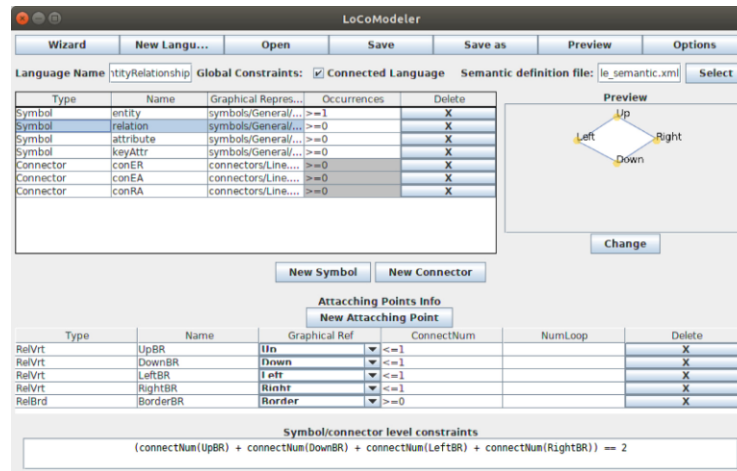 LoCoModeler
Wizard New Langu... Open Save Save as Preview Options
Language Name ntityRelationship Global Constraints: Connected Language Semantic definition file: le_semantic.xml Select
Type Name Graphical Repres... Occurrences Delete
Symbol entity symbols/General/... >=1 X
Symbol relation symbols/General/... >=0 X
Symbol attribute symbols/General/... >=0 X
Symbol keyAttr symbols/General/... >=0 X
Connector conER connectors/Line.... >=0 X
Connector conEA connectors/Line.... >=0 X
Connector conRA connectors/Line.... >=0 X
Preview
Up
Left Right
Down
Change
New Symbol New Connector
Attacching Points Info
New Attacching Point
Type Name Graphical Ref ConnectNum NumLoop Delete
RelVrt UpBR Up <=1 X
RelVrt DownBR Down <=1 X
RelVrt LeftBR Left <=1 X
RelVrt RightBR Right <=1 X
RelBrd BorderBR Border >=0 X
Symbol/connector level constraints
(connectNum(UpBR) + connectNum(DownBR) + connectNum(LeftBR) + connectNum(RightBR)) == 2